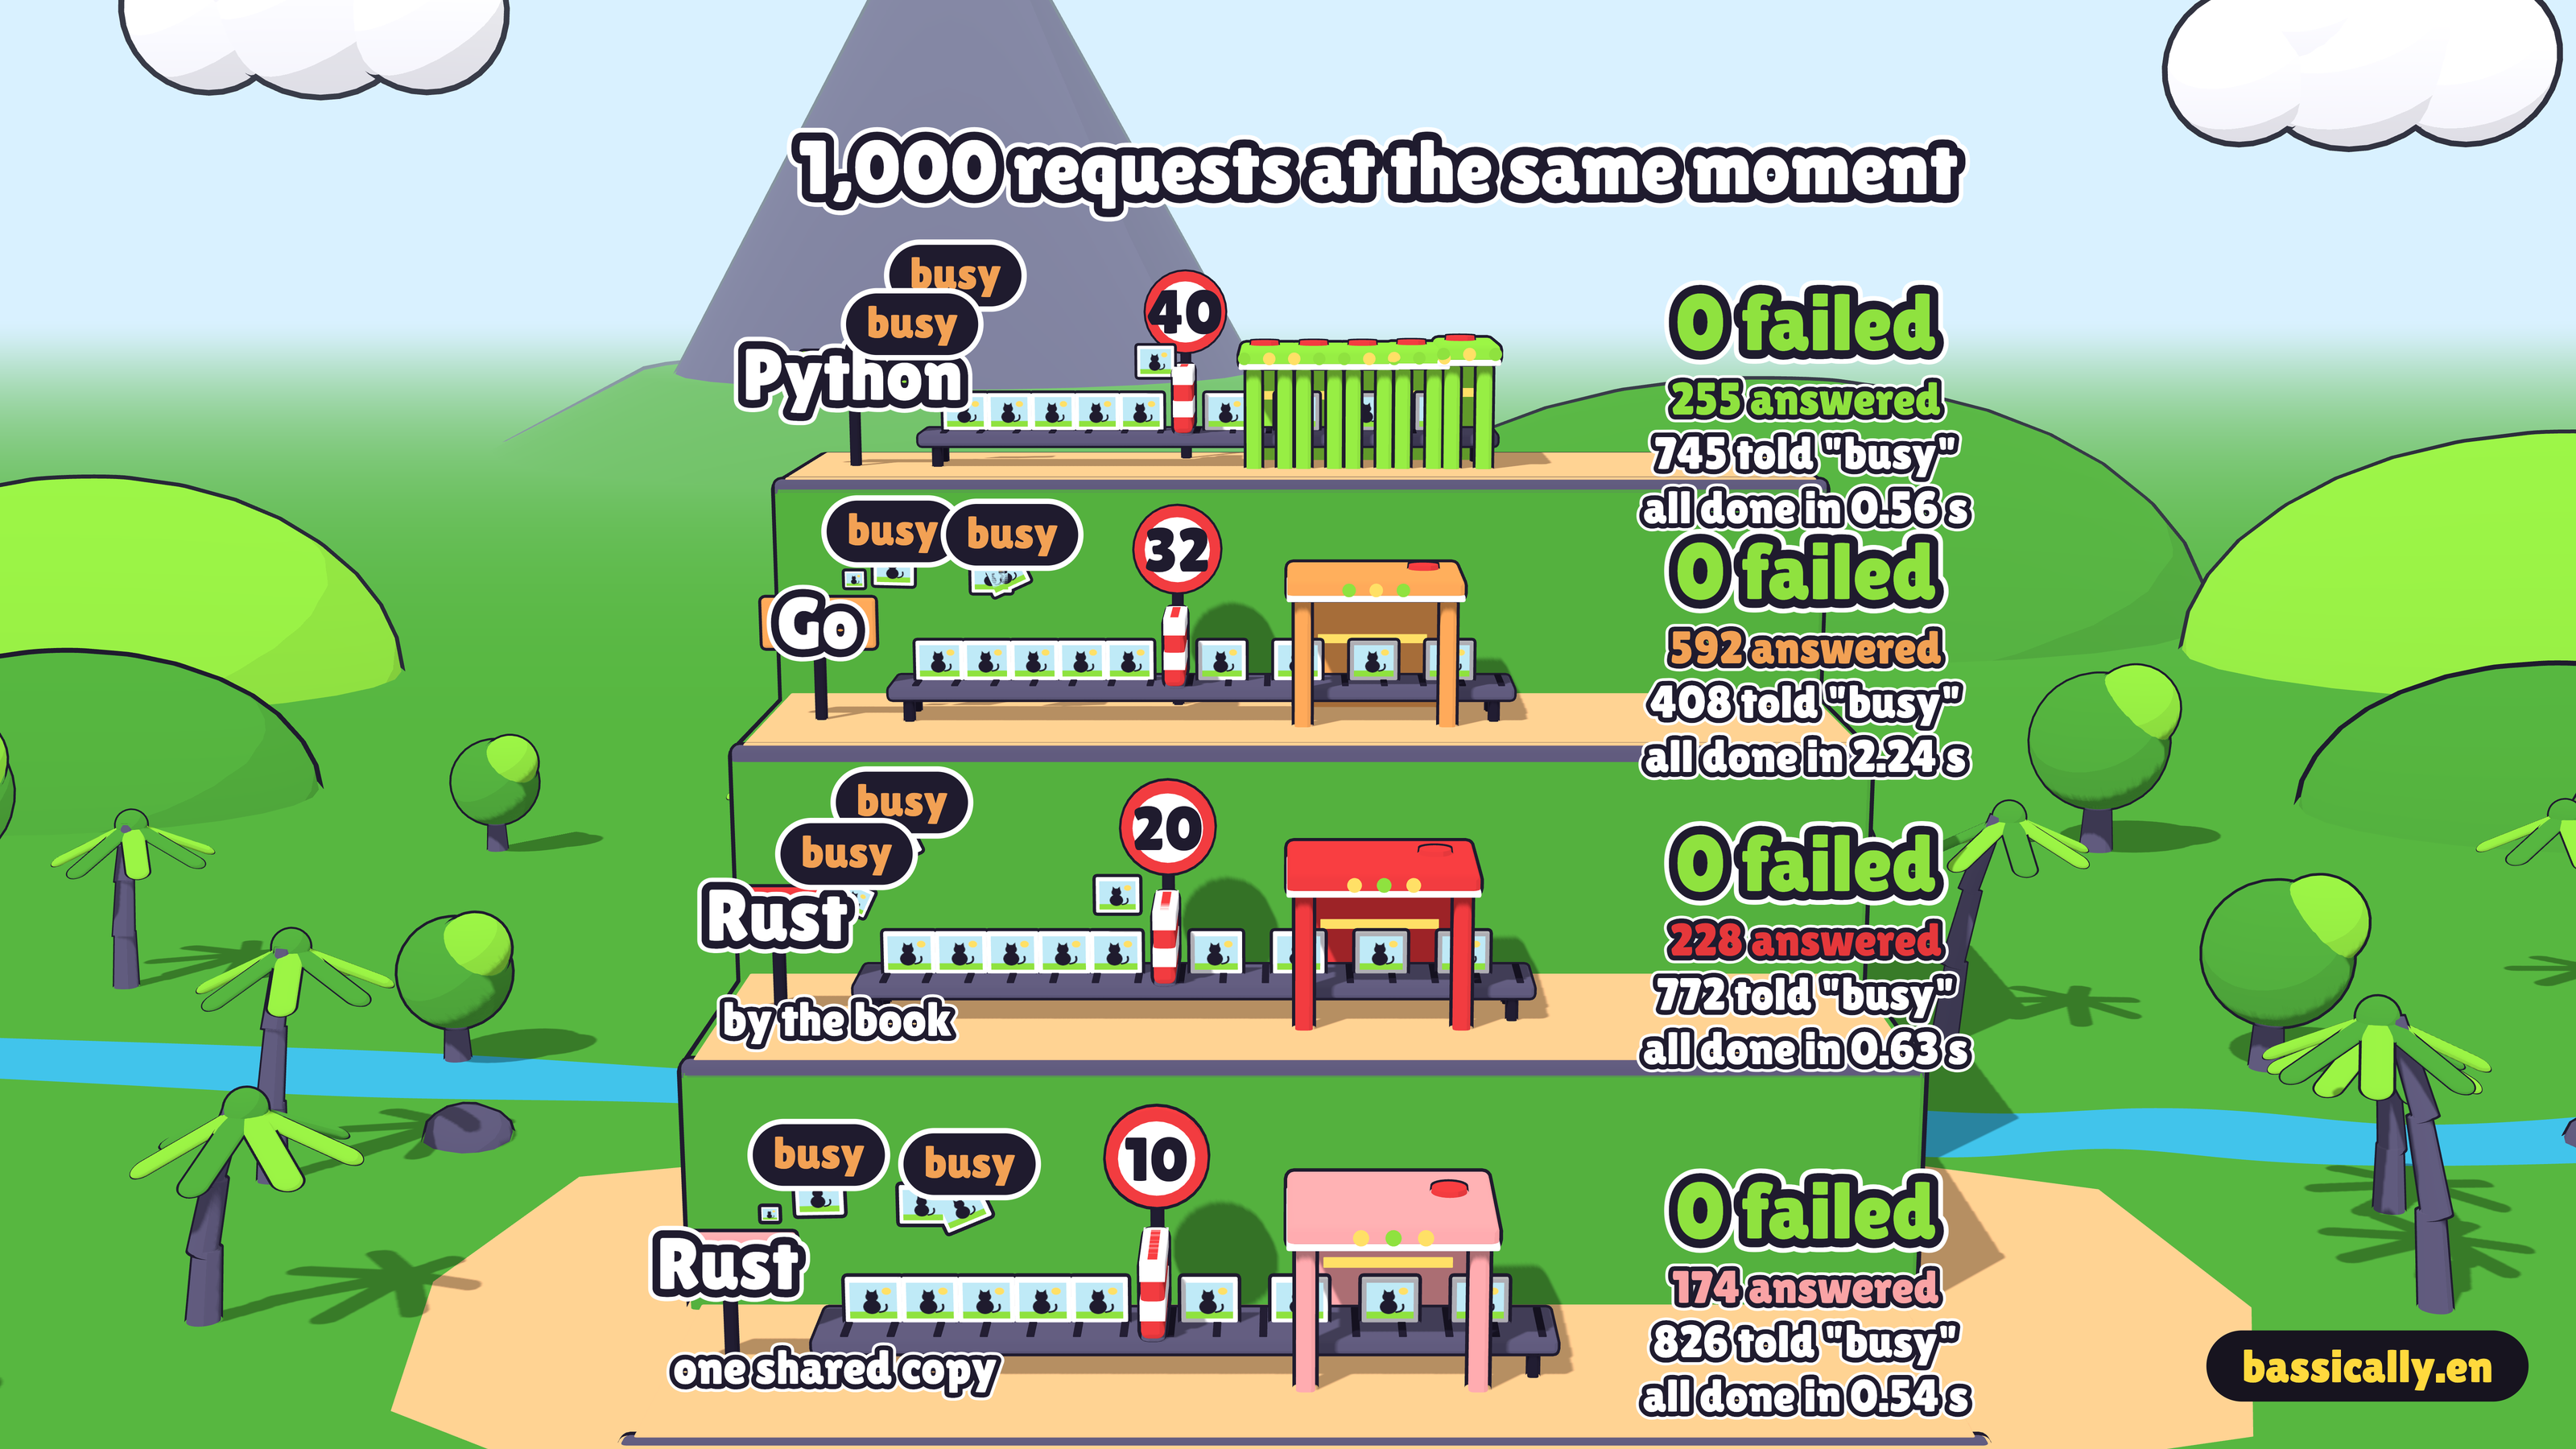 1,000 requests at the same moment
busy
busy
Python
40
0 failed
255 answered
745 told "busy"
all done in 0.56 s
busy
busy
Go
32
0 failed
592 answered
408 told "busy"
all done in 2.24 s
busy
busy
Rust
by the book
20
0 failed
228 answered
772 told "busy"
all done in 0.63 s
busy
busy
Rust
one shared copy
10
0 failed
174 answered
826 told "busy"
all done in 0.54 s
bassically.en